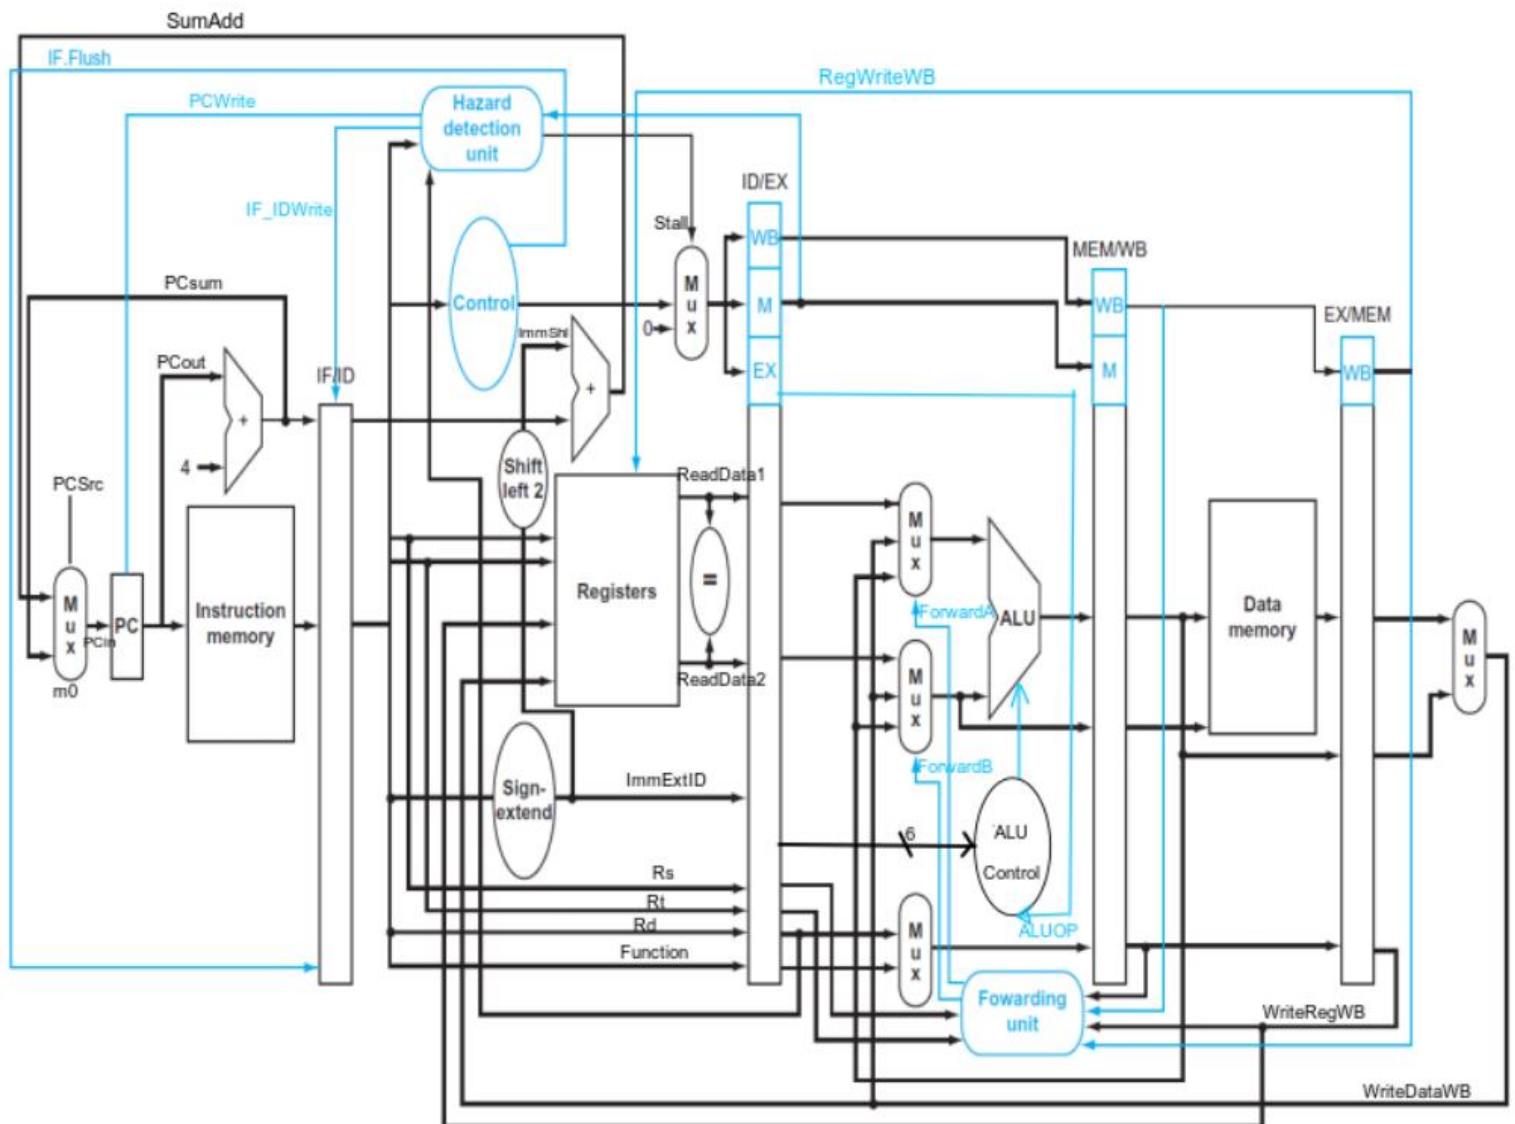 SumAdd
IF.Flush
RegWriteWB
PCWrite
Hazard
detection
unit
ID/EX
IF_IDWrite
Stall
WB
MEM/WB
PCsum
Control
M
u
x
0
M
WB
EX/MEM
ImmShl
PCout
IF/ID
+
EX
M
WB
+
4
Shift
left 2
ReadData1
PCSrc
M
u
x
PCin
m0
PC
Instruction
memory
Registers
=
ReadData2
M
u
x
ForwardA
ALU
Data
memory
M
u
x
M
u
x
ForwardB
Sign-
extend
ImmExtID
6
ALU
Control
Rs
Rt
Rd
Function
M
u
x
ALUOP
Fowarding
unit
WriteRegWB
WriteDataWB